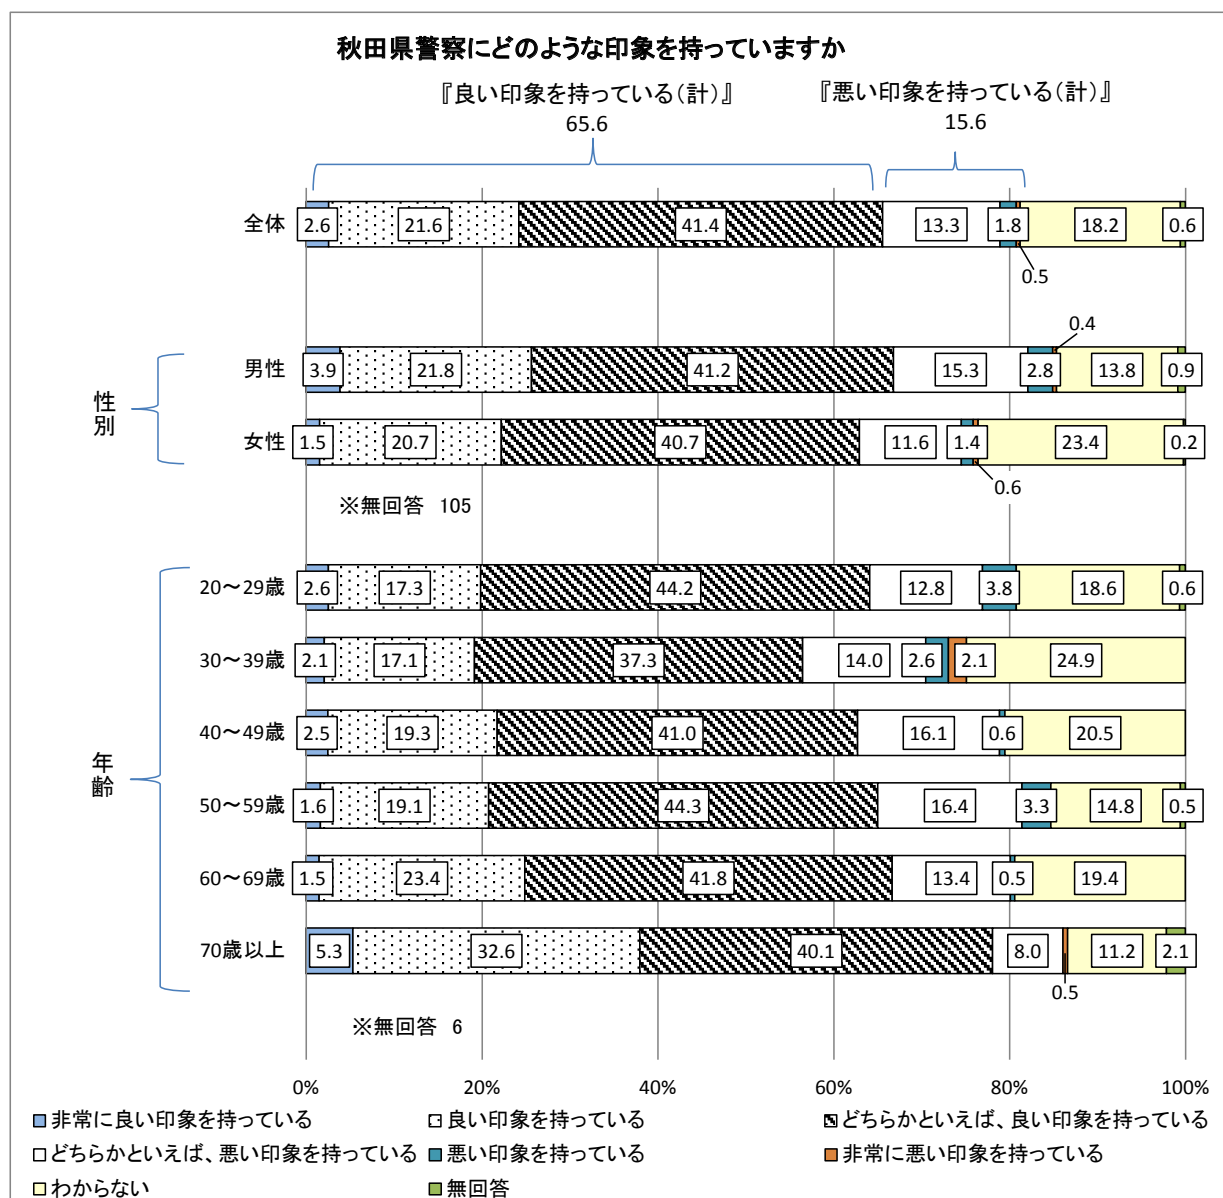 秋田県警察にどのような印象を持っていますか
『良い印象を持っている（計）』 『悪い印象を持っている（計）』
65.6 15.6
全体 2.6 21.6 41.4 13.3 1.8 18.2 0.6
0.5
0.4
男性 3.9 21.8 41.2 15.3 2.8 13.8 0.9
性別
女性 1.5 20.7 40.7 11.6 1.4 23.4 0.2
0.6
※無回答 105
20～29歳 2.6 17.3 44.2 12.8 3.8 18.6 0.6
30～39歳 2.1 17.1 37.3 14.0 2.6 2.1 24.9
40～49歳 2.5 19.3 41.0 16.1 0.6 20.5
年齢
50～59歳 1.6 19.1 44.3 16.4 3.3 14.8 0.5
60～69歳 1.5 23.4 41.8 13.4 0.5 19.4
70歳以上 5.3 32.6 40.1 8.0 11.2 2.1
0.5
※無回答 6
0% 20% 40% 60% 80% 100%
非常に良い印象を持っている 良い印象を持っている どちらかといえば、良い印象を持っている
どちらかといえば、悪い印象を持っている 悪い印象を持っている 非常に悪い印象を持っている
わからない 無回答